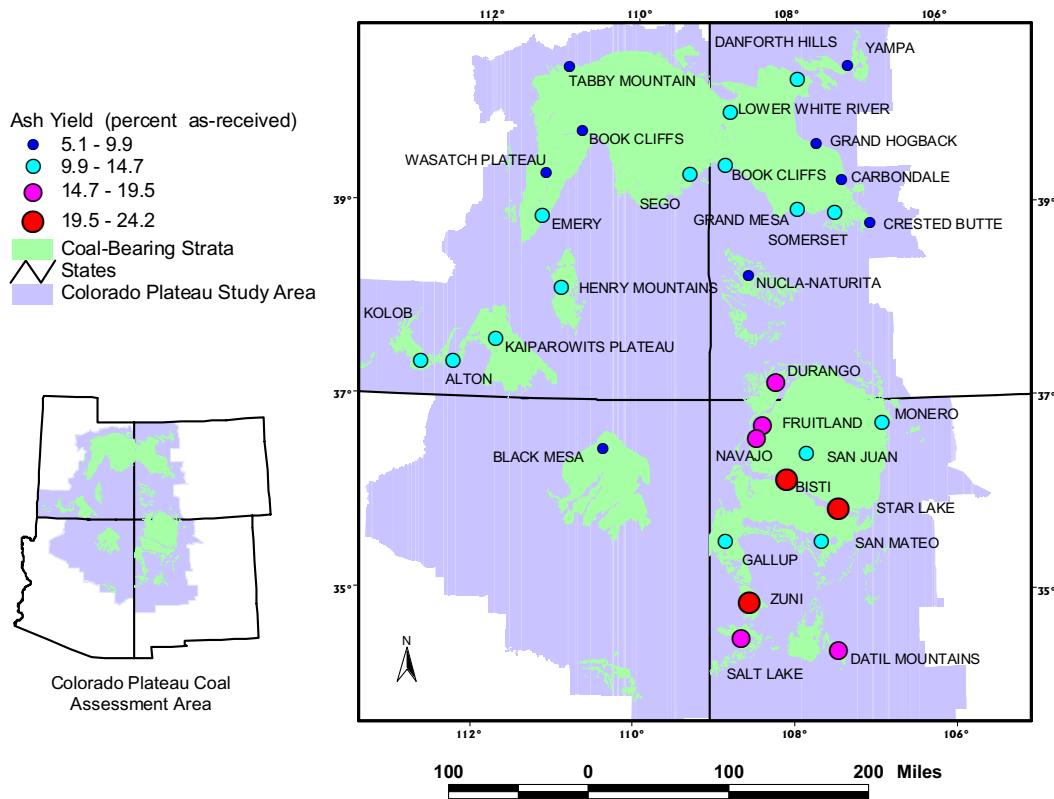 112°
110°
108°
106°
DANFORTH HILLS
YAMPA
TABBY MOUNTAIN
LOWER WHITE RIVER
Ash Yield (percent as-received)
5.1 - 9.9
9.9 - 14.7
14.7 - 19.5
19.5 - 24.2
Coal-Bearing Strata
States
Colorado Plateau Study Area
BOOK CLIFFS
GRAND HOGBACK
WASATCH PLATEAU
BOOK CLIFFS
CARBONDALE
39°
39°
SEGO
GRAND MESA
EMERY
CRESTED BUTTE
SOMERSET
HENRY MOUNTAINS
NUCLA-NATURITA
KOLOB
KAIPAROWITS PLATEAU
ALTON
DURANGO
37°
37°
MONERO
FRUITLAND
BLACK MESA
NAVAJO
SAN JUAN
BISTI
STAR LAKE
SAN MATEO
GALLUP
35°
35°
ZUNI
N
DATIL MOUNTAINS
SALT LAKE
Colorado Plateau Coal
Assessment Area
112°
110°
108°
106°
100 0 100 200 Miles